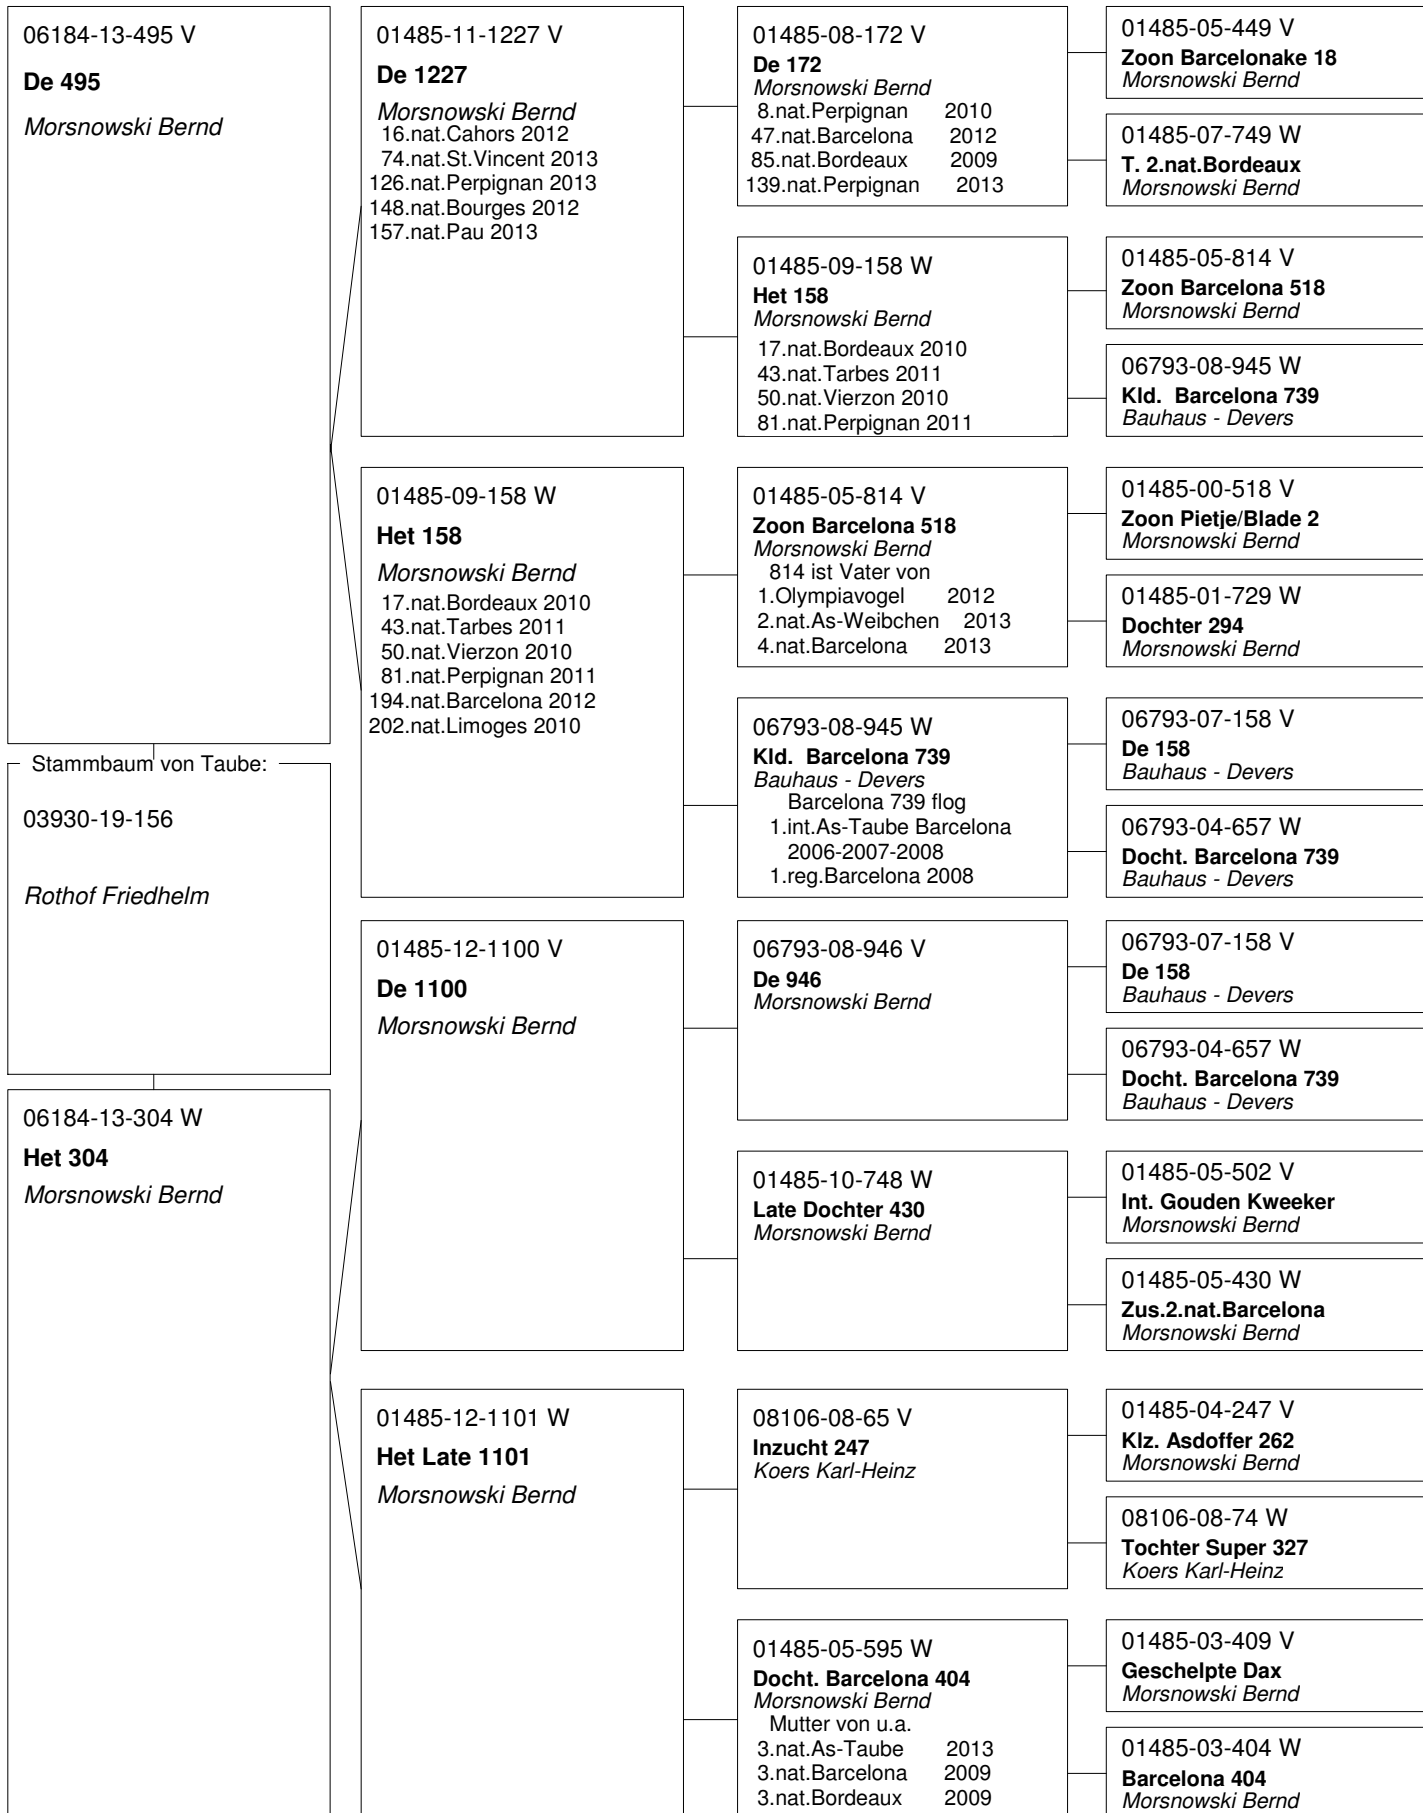 06184-13-495 V
De 495
Morsnowski Bernd
Stammbaum von Taube:
03930-19-156
Rothof Friedhelm
06184-13-304 W
Het 304
Morsnowski Bernd
01485-11-1227 V
De 1227
Morsnowski Bernd
16.nat.Cahors 2012
74.nat.St.Vincent 2013
126.nat.Perpignan 2013
148.nat.Bourges 2012
157.nat.Pau 2013
01485-09-158 W
Het 158
Morsnowski Bernd
17.nat.Bordeaux 2010
43.nat.Tarbes 2011
50.nat.Vierzon 2010
81.nat.Perpignan 2011
194.nat.Barcelona 2012
202.nat.Limoges 2010
01485-12-1100 V
De 1100
Morsnowski Bernd
01485-12-1101 W
Het Late 1101
Morsnowski Bernd
01485-08-172 V
De 172
Morsnowski Bernd
8.nat.Perpignan 2010
47.nat.Barcelona 2012
85.nat.Bordeaux 2009
139.nat.Perpignan 2013
01485-09-158 W
Het 158
Morsnowski Bernd
17.nat.Bordeaux 2010
43.nat.Tarbes 2011
50.nat.Vierzon 2010
81.nat.Perpignan 2011
01485-05-814 V
Zoon Barcelona 518
Morsnowski Bernd
814 ist Vater von
1.Olympiavogel 2012
2.nat.As-Weibchen 2013
4.nat.Barcelona 2013
06793-08-945 W
Kld. Barcelona 739
Bauhaus - Devers
Barcelona 739 flog
1.int.As-Taube Barcelona
2006-2007-2008
1.reg.Barcelona 2008
06793-08-946 V
De 946
Morsnowski Bernd
01485-10-748 W
Late Dochter 430
Morsnowski Bernd
08106-08-65 V
Inzucht 247
Koers Karl-Heinz
01485-05-595 W
Docht. Barcelona 404
Morsnowski Bernd
Mutter von u.a.
3.nat.As-Taube 2013
3.nat.Barcelona 2009
3.nat.Bordeaux 2009
01485-05-449 V
Zoon Barcelonake 18
Morsnowski Bernd
01485-07-749 W
T. 2.nat.Bordeaux
Morsnowski Bernd
01485-05-814 V
Zoon Barcelona 518
Morsnowski Bernd
06793-08-945 W
Kld. Barcelona 739
Bauhaus - Devers
01485-00-518 V
Zoon Pietje/Blade 2
Morsnowski Bernd
01485-01-729 W
Dochter 294
Morsnowski Bernd
06793-07-158 V
De 158
Bauhaus - Devers
06793-04-657 W
Docht. Barcelona 739
Bauhaus - Devers
06793-07-158 V
De 158
Bauhaus - Devers
06793-04-657 W
Docht. Barcelona 739
Bauhaus - Devers
01485-05-502 V
Int. Gouden Kweeker
Morsnowski Bernd
01485-05-430 W
Zus.2.nat.Barcelona
Morsnowski Bernd
01485-04-247 V
Klz. Asdoffer 262
Morsnowski Bernd
08106-08-74 W
Tochter Super 327
Koers Karl-Heinz
01485-03-409 V
Geschelpte Dax
Morsnowski Bernd
01485-03-404 W
Barcelona 404
Morsnowski Bernd